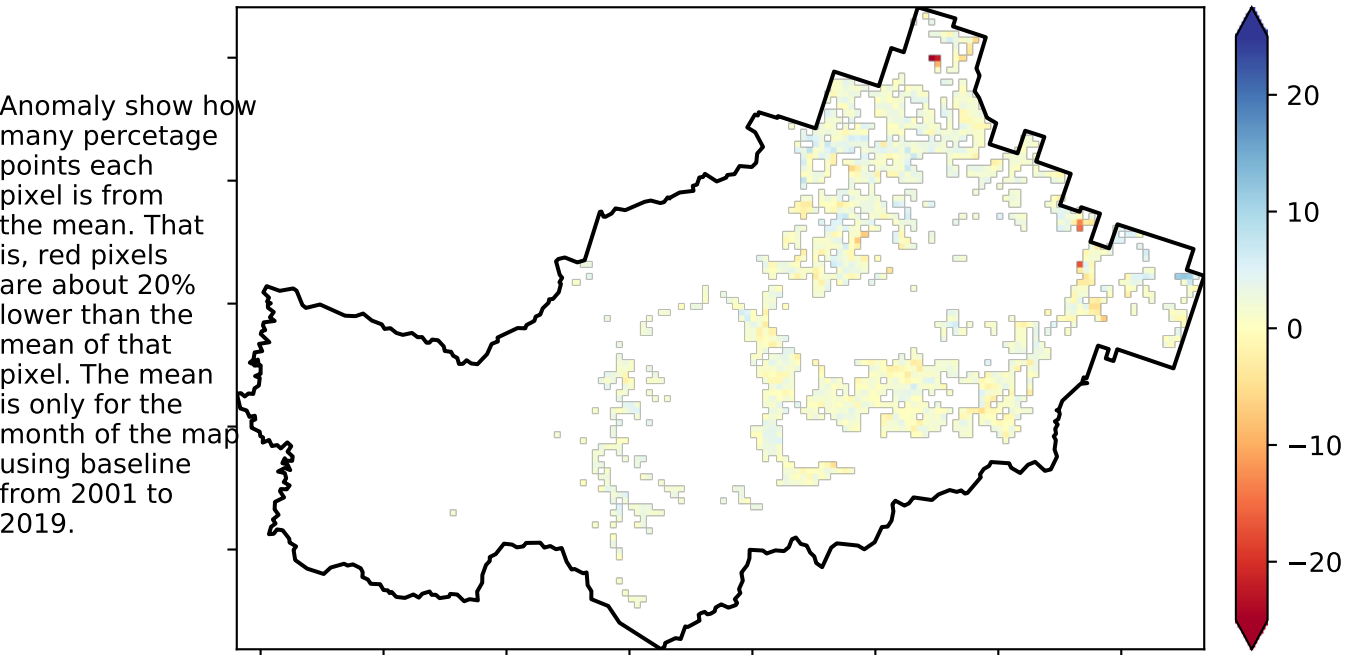 Anomaly show how
many percetage
points each
pixel is from
the mean. That
is, red pixels
are about 20%
lower than the
mean of that
pixel. The mean
is only for the
month of the map
using baseline
from 2001 to
2019.
20
10
0
−10
−20